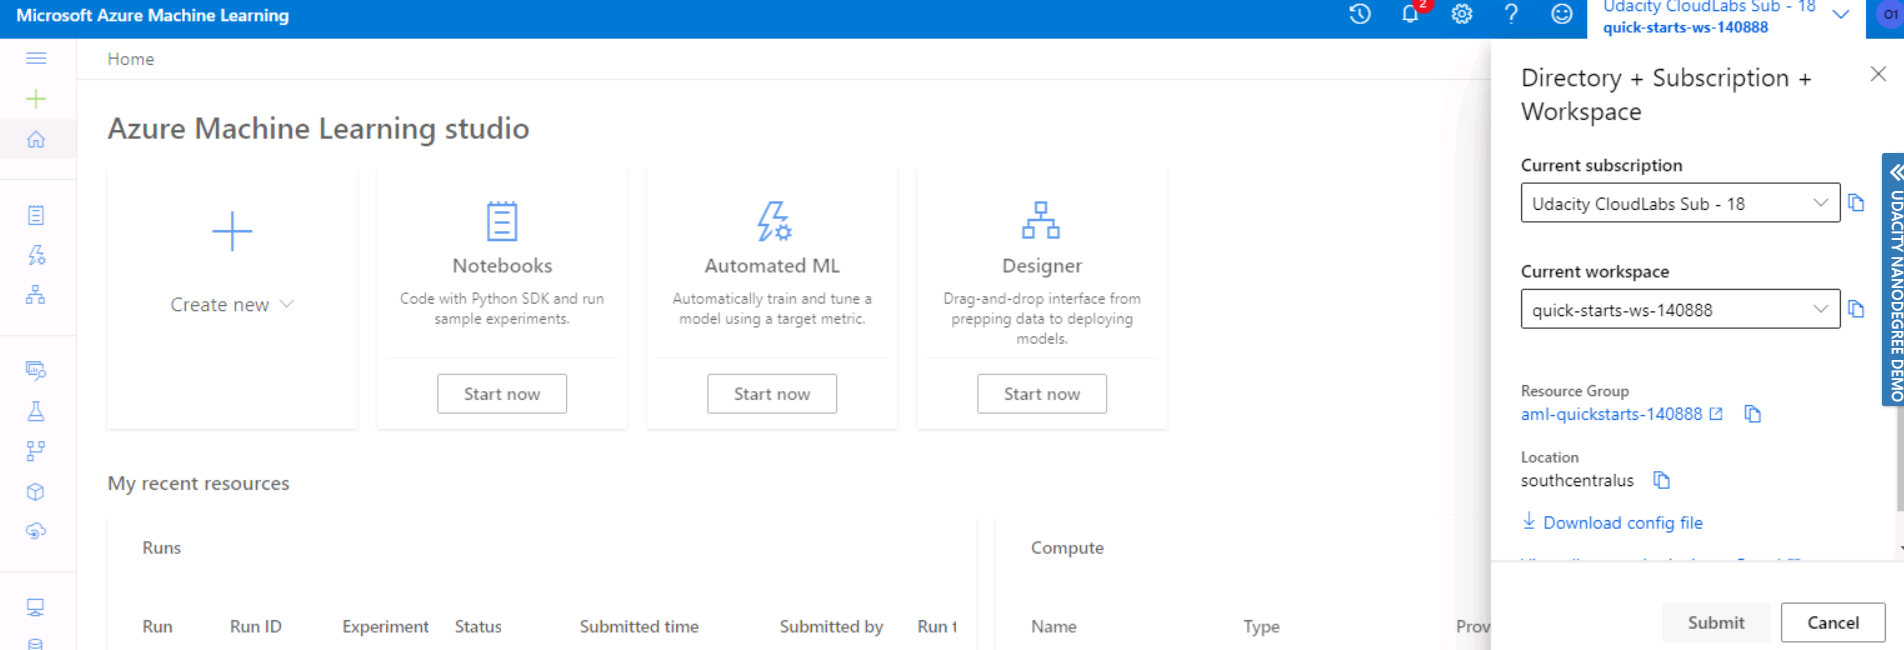 Microsoft Azure Machine Learning
2
Udacity CloudLabs Sub - 18
quick-starts-ws-140888
O1
Home
Azure Machine Learning studio
Create new
Notebooks
Code with Python SDK and run
sample experiments.
Start now
Automated ML
Automatically train and tune a
model using a target metric.
Start now
Designer
Drag-and-drop interface from
prepping data to deploying
models.
Start now
My recent resources
Runs
Run Run ID Experiment Status Submitted time Submitted by Run
Compute
Name Type Prov
Directory + Subscription +
Workspace
Current subscription
Udacity CloudLabs Sub - 18
Current workspace
quick-starts-ws-140888
Resource Group
aml-quickstarts-140888
Location
southcentralus
Download config file
Submit Cancel
UDACITY NANODEGREE DEMO